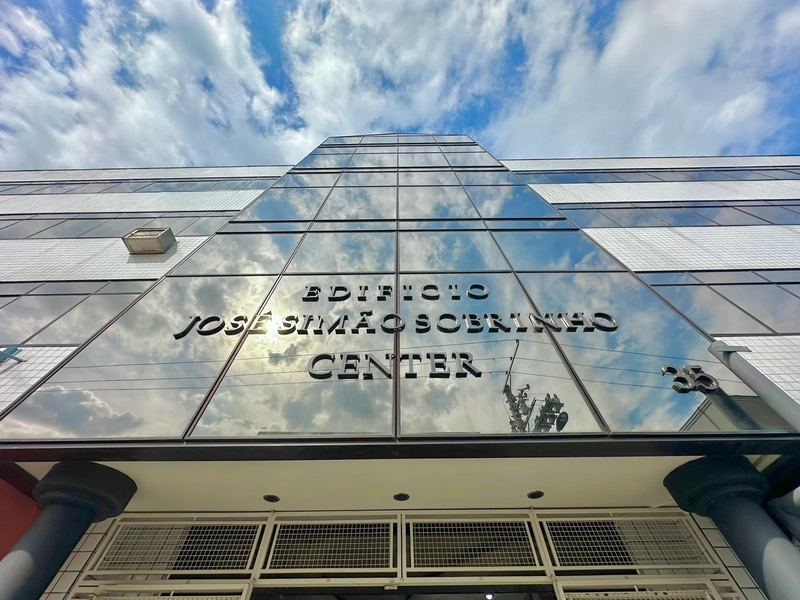 EDIFICIO
JOSÉ SIMÃO SOBRINHO
CENTER
35